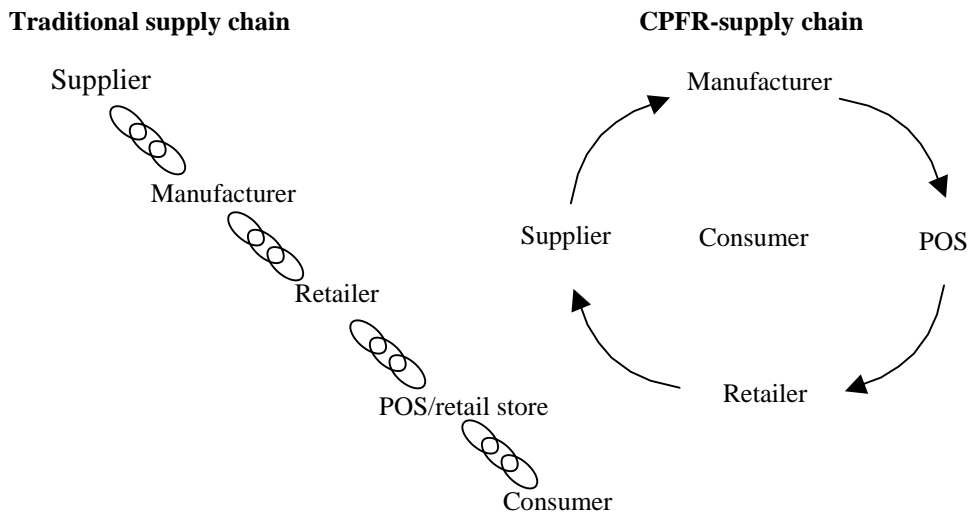 Traditional supply chain
Supplier
Manufacturer
Retailer
POS/retail store
Consumer
CPFR-supply chain
Manufacturer
Supplier
Consumer
POS
Retailer